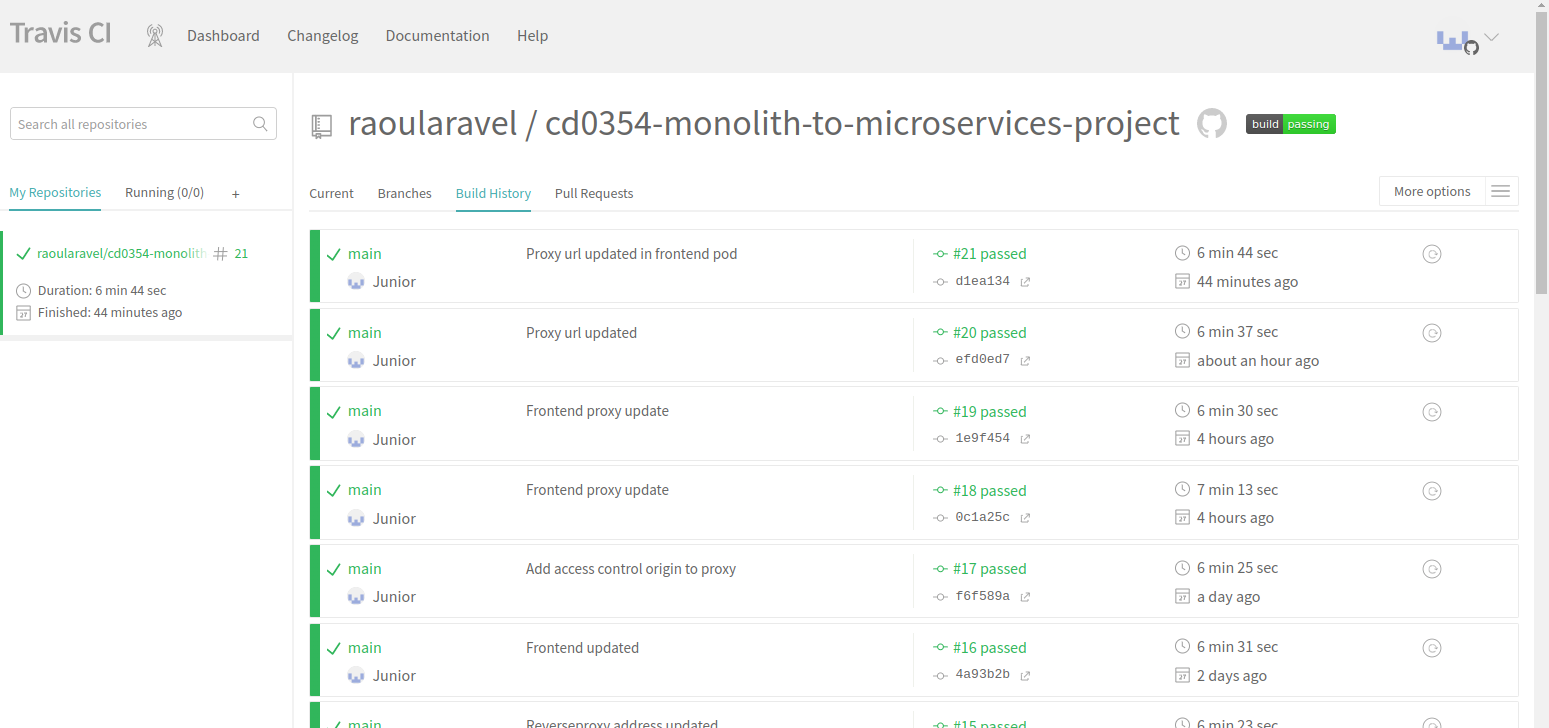 Travis CI
Dashboard Changelog Documentation Help
Search all repositories
raoularavel / cd0354-monolith-to-microservices-project
build passing
My Repositories Running (0/0) +
Current Branches Build History Pull Requests
More options
raoularavel/cd0354-monolith # 21
Duration: 6 min 44 sec
Finished: 44 minutes ago
main Proxy url updated in frontend pod #21 passed 6 min 44 sec
Junior d1ea134 44 minutes ago
main Proxy url updated #20 passed 6 min 37 sec
Junior efd0ed7 about an hour ago
main Frontend proxy update #19 passed 6 min 30 sec
Junior 1e9f454 4 hours ago
main Frontend proxy update #18 passed 7 min 13 sec
Junior 0c1a25c 4 hours ago
main Add access control origin to proxy #17 passed 6 min 25 sec
Junior f6f589a a day ago
main Frontend updated #16 passed 6 min 31 sec
Junior 4a93b2b 2 days ago
main Reverseproxy address updated #15 passed 6 min 23 sec